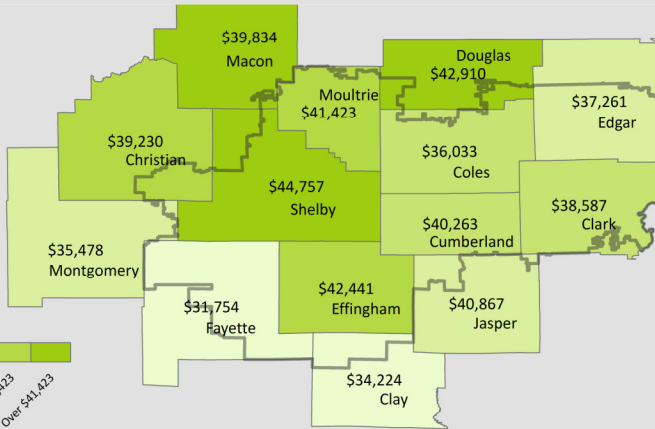 $39,834
Macon
Douglas
$42,910
Moultrie
$41,423
$37,261
Edgar
$39,230
Christian
$36,033
Coles
$44,757
Shelby
$38,587
Clark
$40,263
Cumberland
$35,478
Montgomery
$42,441
Effingham
$40,867
Jasper
$31,754
Fayette
$34,224
Clay
Over $41,423